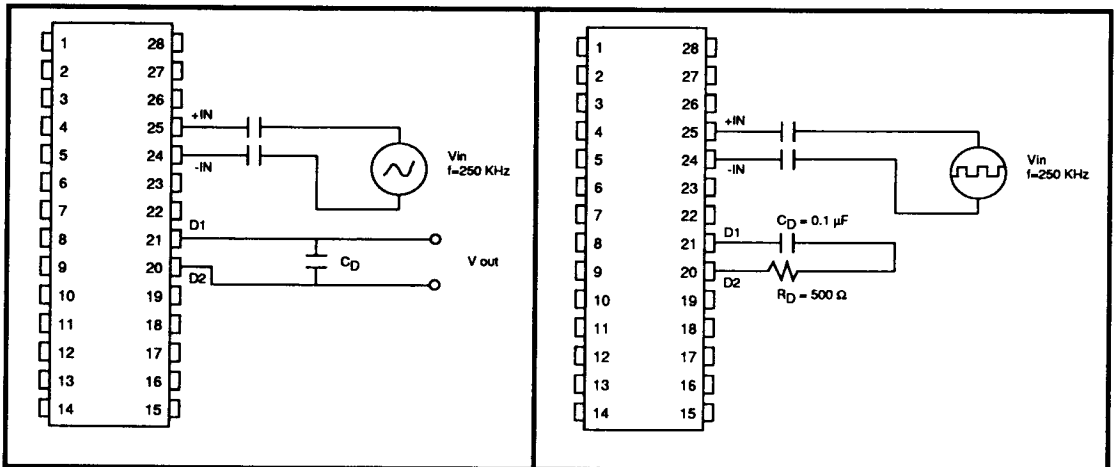 1 28
2 27
3 26
4 25 +IN
5 24 -IN
Vin
f=250 KHz
6 23
7 22
8 21 D1
9 20 D2
C_D
V out
10 19
11 18
12 17
13 16
14 15
1 28
2 27
3 26
4 25 +IN
5 24 -IN
Vin
f=250 KHz
6 23
7 22
C_D = 0.1 µF
8 21 D1
9 20 D2
R_D = 500 Ω
10 19
11 18
12 17
13 16
14 15